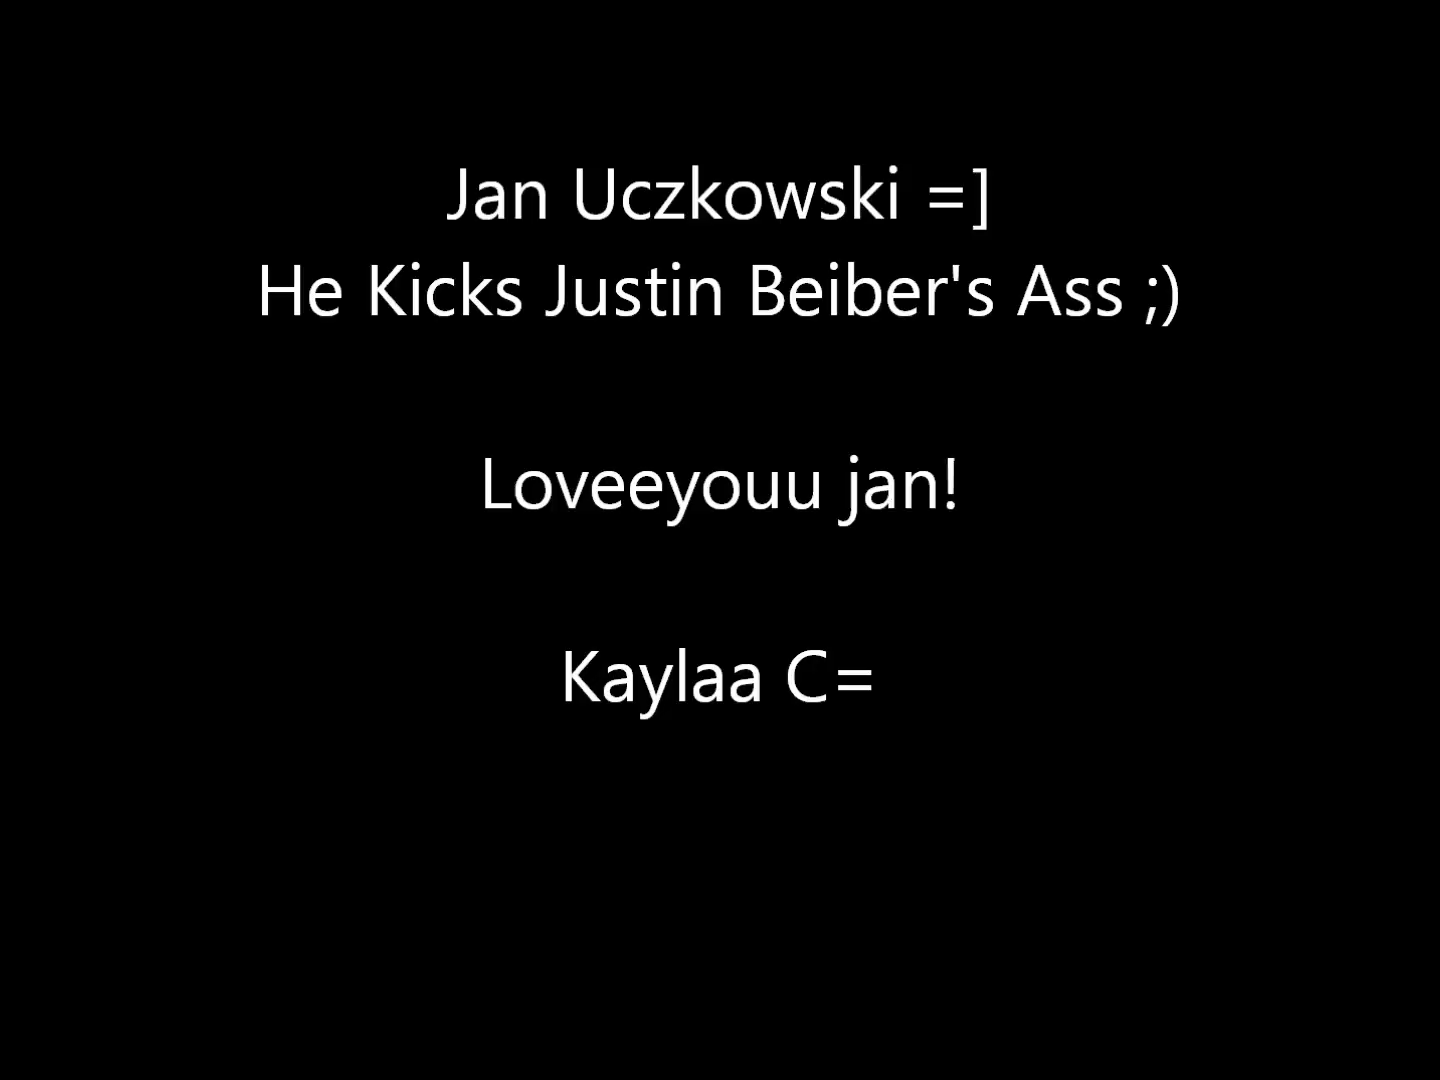 Jan Uczkowski =]
He Kicks Justin Beiber's Ass ;)
Loveeyouu jan!
Kaylaa C=